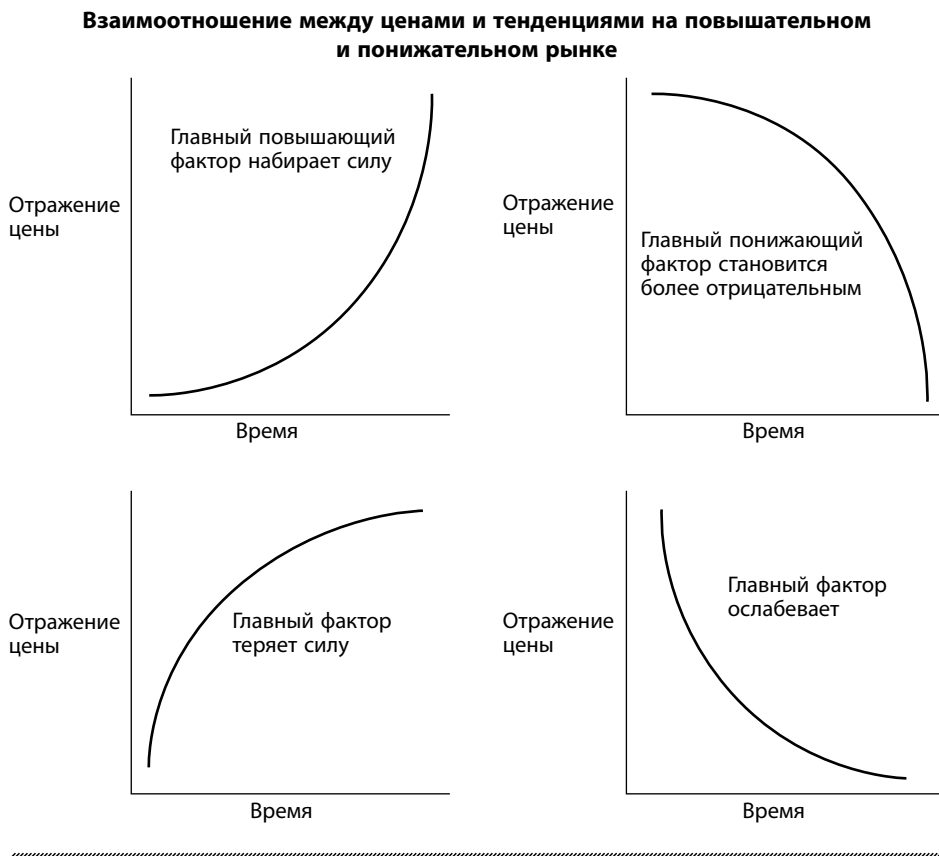 Взаимоотношение между ценами и тенденциями на повышательном
и понижательном рынке
Главный повышающий
фактор набирает силу
Отражение
цены
Время
Отражение
цены
Главный понижающий
фактор становится
более отрицательным
Время
Отражение
цены
Главный фактор
теряет силу
Время
Отражение
цены
Главный фактор
ослабевает
Время